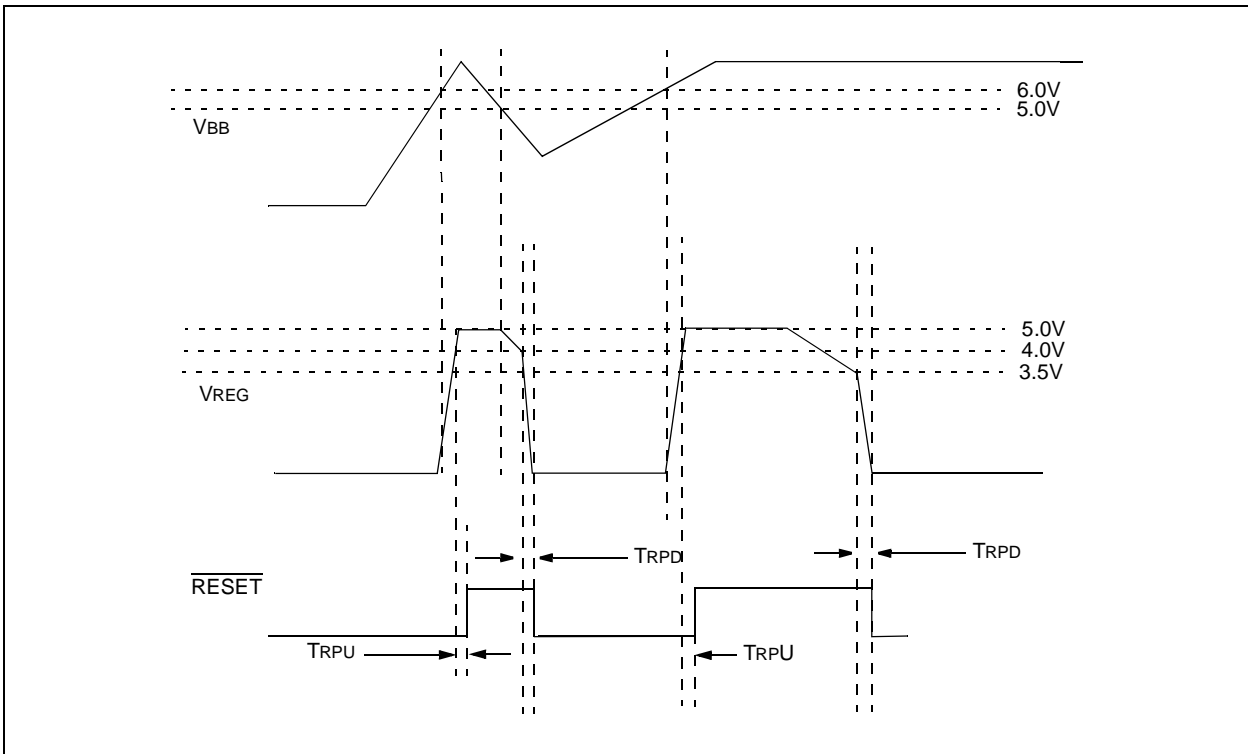 6.0V
5.0V
VBB
5.0V
4.0V
3.5V
VREG
TRPD
TRPD
RESET
TRPU
TRPU